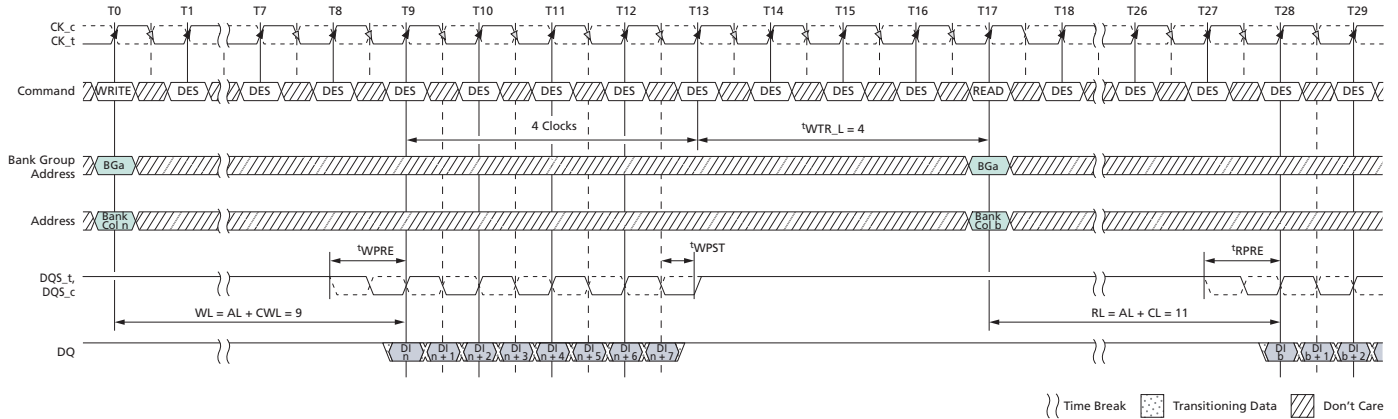 T0 T1 T7 T8 T9 T10 T11 T12 T13 T14 T15 T16 T17 T18 T26 T27 T28 T29
CK_c
CK_t
Command WRITE DES DES DES DES DES DES DES DES DES DES DES READ DES DES DES DES DES
4 Clocks tWTR_L = 4
Bank Group
Address
BGa BGa
Address
Bank
Col n
Bank
Col b
tWPRE tWPST tRPRE
DQS_t,
DQS_c
WL = AL + CWL = 9 RL = AL + CL = 11
DQ
DI
n
DI
n + 1
DI
n + 2
DI
n + 3
DI
n + 4
DI
n + 5
DI
n + 6
DI
n + 7
DI
b
DI
b + 1
DI
b + 2
Time Break Transitioning Data Don't Care